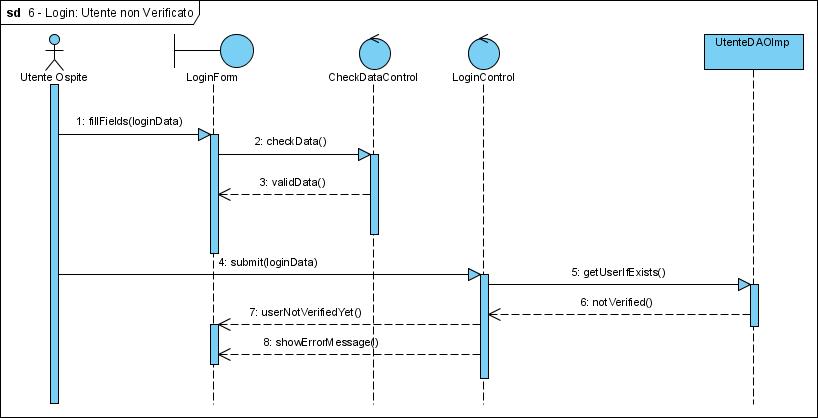 sd 6 - Login: Utente non Verificato
Utente Ospite
LoginForm
CheckDataControl
LoginControl
UtenteDAOImp
1: fillFields(loginData)
2: checkData()
3: validData()
4: submit(loginData)
5: getUserIfExists()
6: notVerified()
7: userNotVerifiedYet()
8: showErrorMessage()